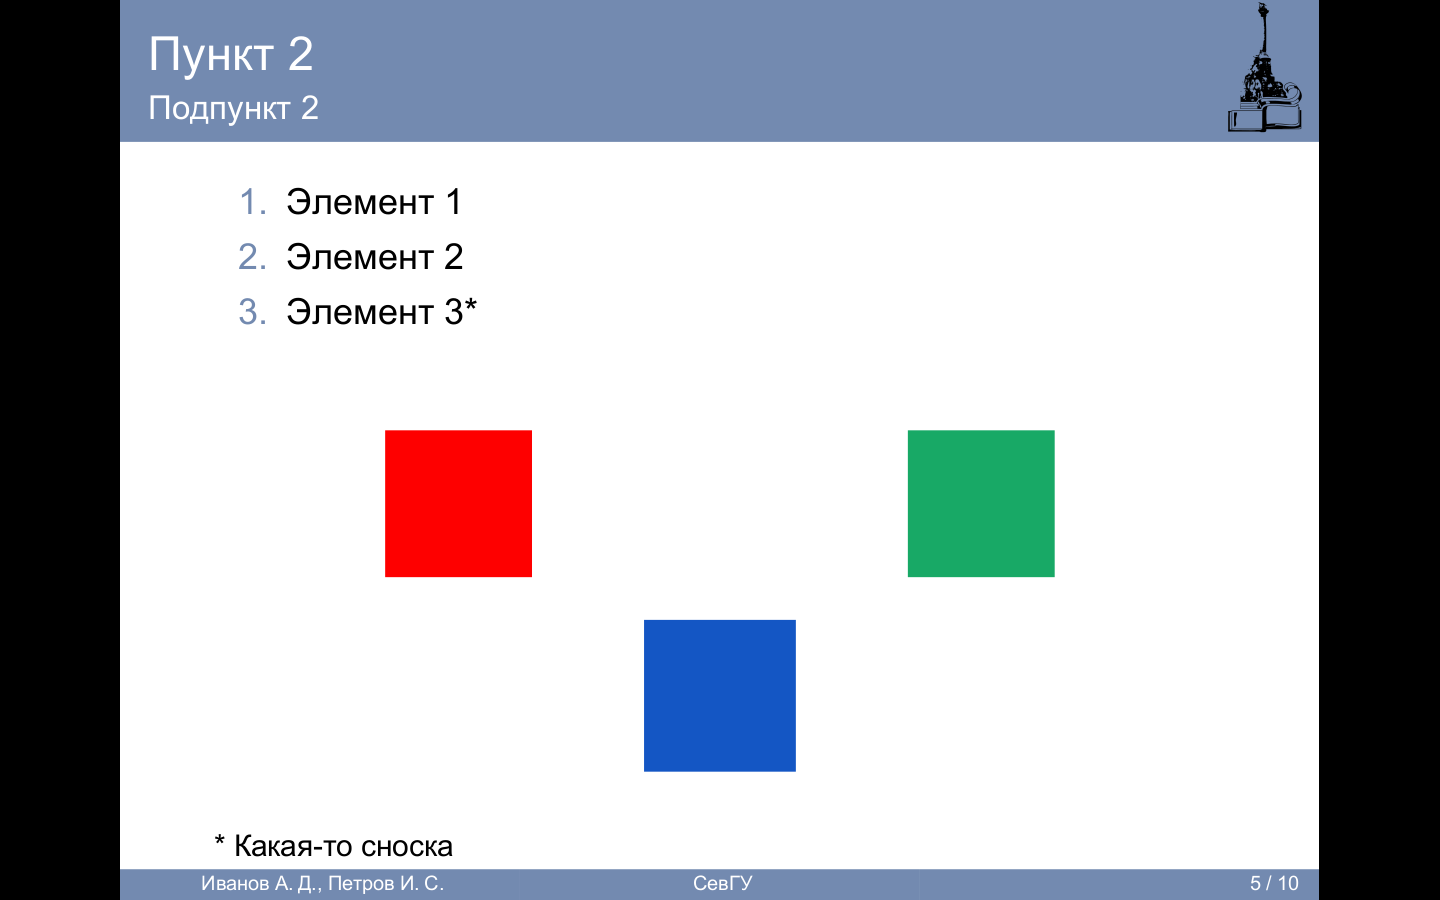 Пункт 2
Подпункт 2
1. Элемент 1
2. Элемент 2
3. Элемент 3*
* Какая-то сноска
Иванов А. Д., Петров И. С. СевГУ 5 / 10